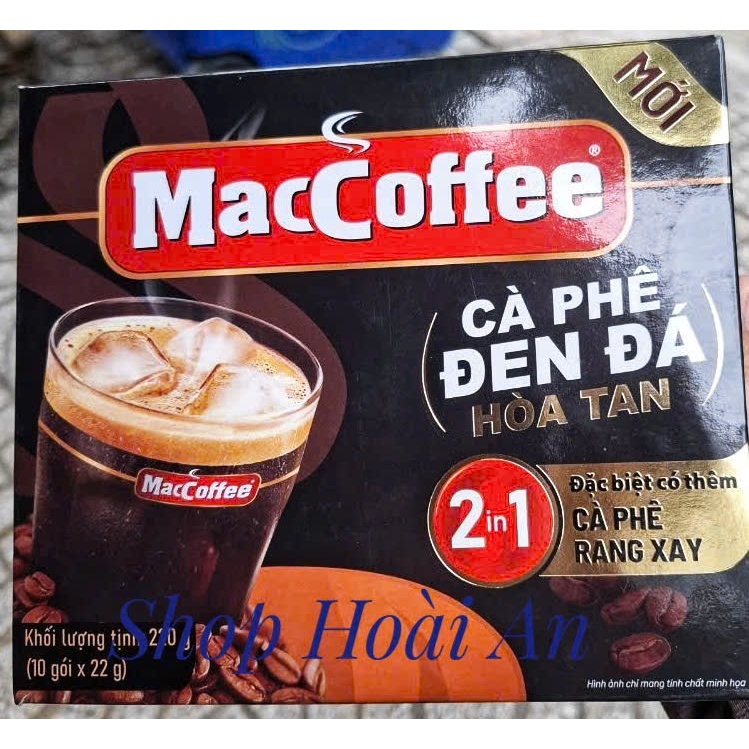 MỚI
MacCoffee®
CÀ PHÊ
ĐEN ĐÁ
HÒA TAN
MacCoffee
2in1
Đặc biệt có thêm
CÀ PHÊ
RANG XAY
Khối lượng tịnh 220 g
(10 gói x 22 g)
Shop Hoài An
Hình ảnh chỉ mang tính chất minh họa